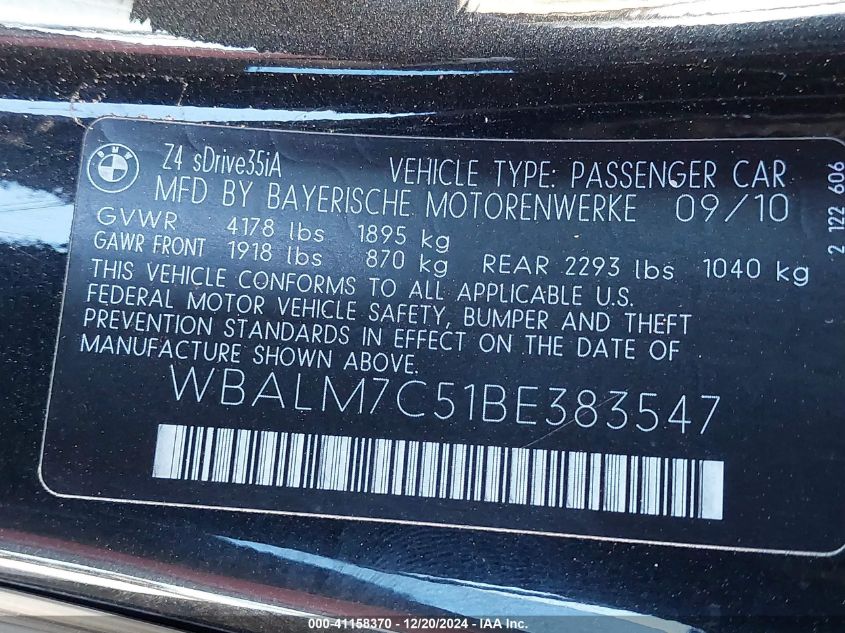 BMW
Z4 sDrive35iA VEHICLE TYPE: PASSENGER CAR
MFD BY BAYERISCHE MOTORENWERKE 09/10
GVWR 4178 lbs 1895 kg
GAWR FRONT 1918 lbs 870 kg REAR 2293 lbs 1040 kg
THIS VEHICLE CONFORMS TO ALL APPLICABLE U.S.
FEDERAL MOTOR VEHICLE SAFETY, BUMPER AND THEFT
PREVENTION STANDARDS IN EFFECT ON THE DATE OF
MANUFACTURE SHOWN ABOVE.
WBALM7C51BE383547
2 122 606
000-41158370 - 12/20/2024 - IAA Inc.